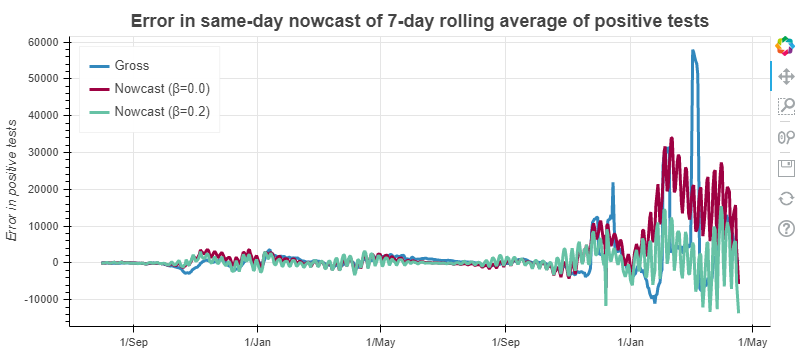 Error in same-day nowcast of 7-day rolling average of positive tests
Error in positive tests
60000
50000
40000
30000
20000
10000
0
-10000
Gross
Nowcast (β=0.0)
Nowcast (β=0.2)
1/Sep
1/Jan
1/May
1/Sep
1/Jan
1/May